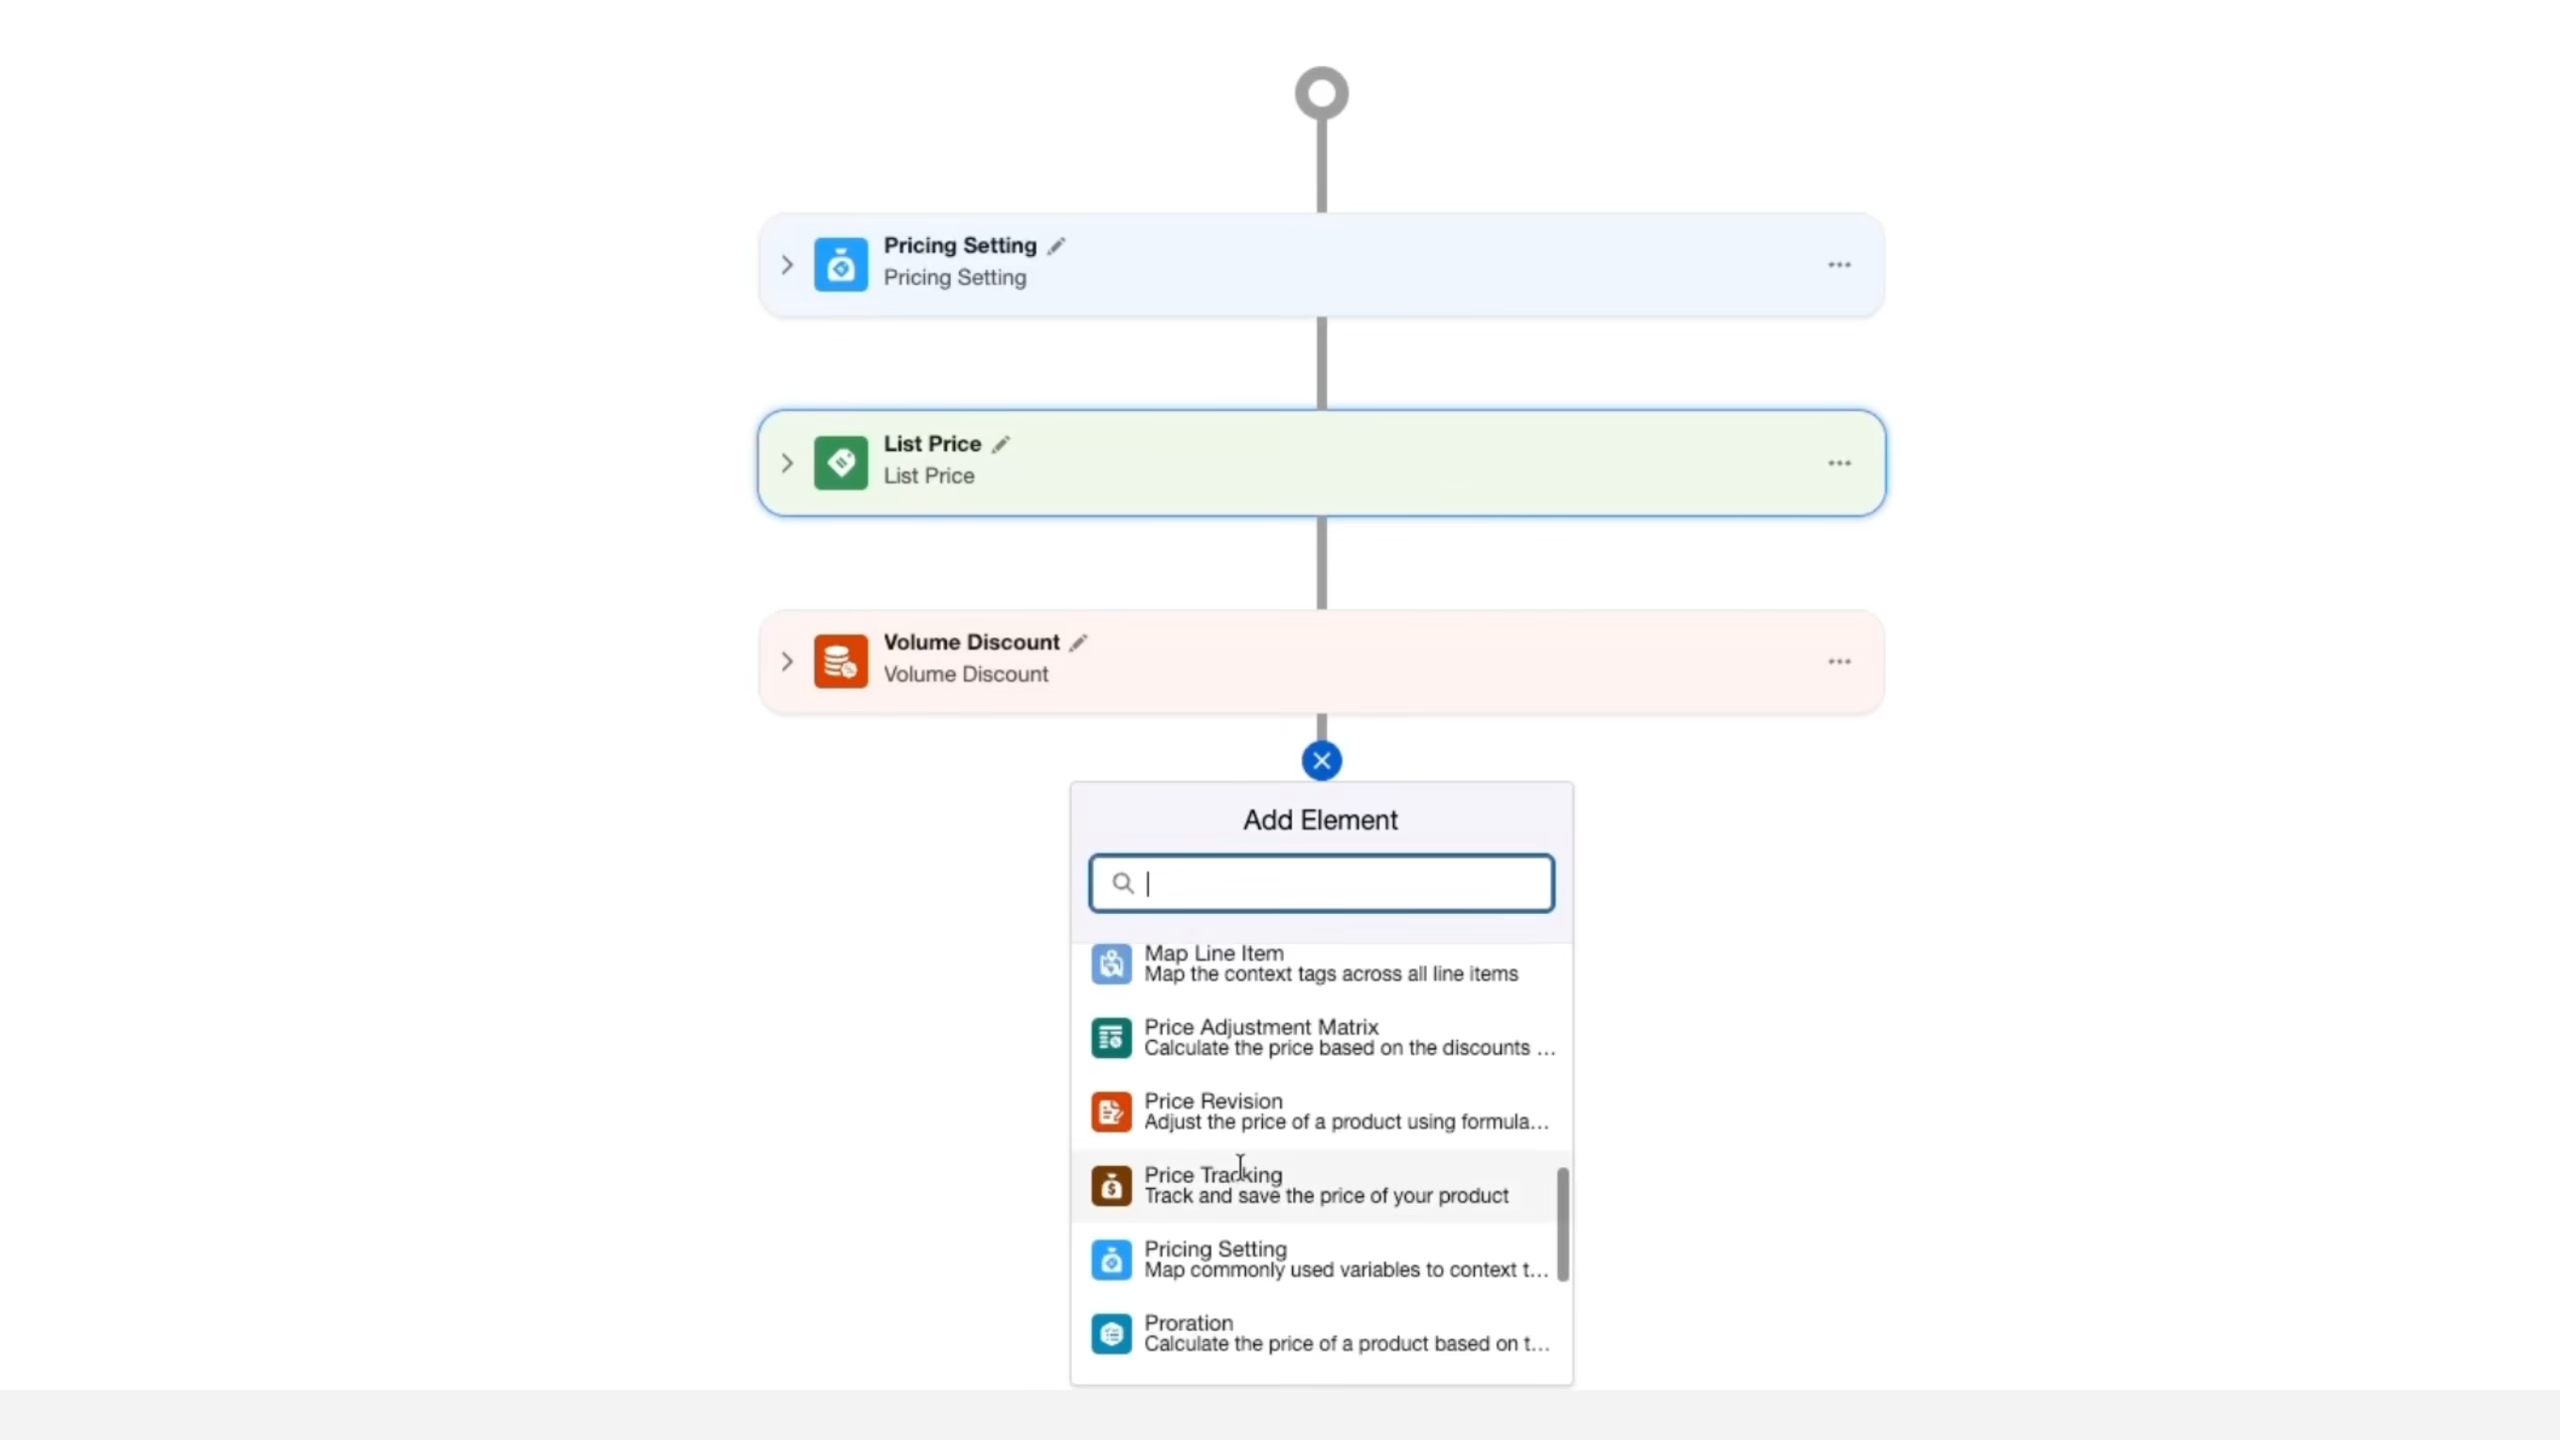 Pricing Setting
Pricing Setting
List Price
List Price
Volume Discount
Volume Discount
Add Element
Map Line Item
Map the context tags across all line items
Price Adjustment Matrix
Calculate the price based on the discounts ...
Price Revision
Adjust the price of a product using formula...
Price Tracking
Track and save the price of your product
Pricing Setting
Map commonly used variables to context t...
Proration
Calculate the price of a product based on t...